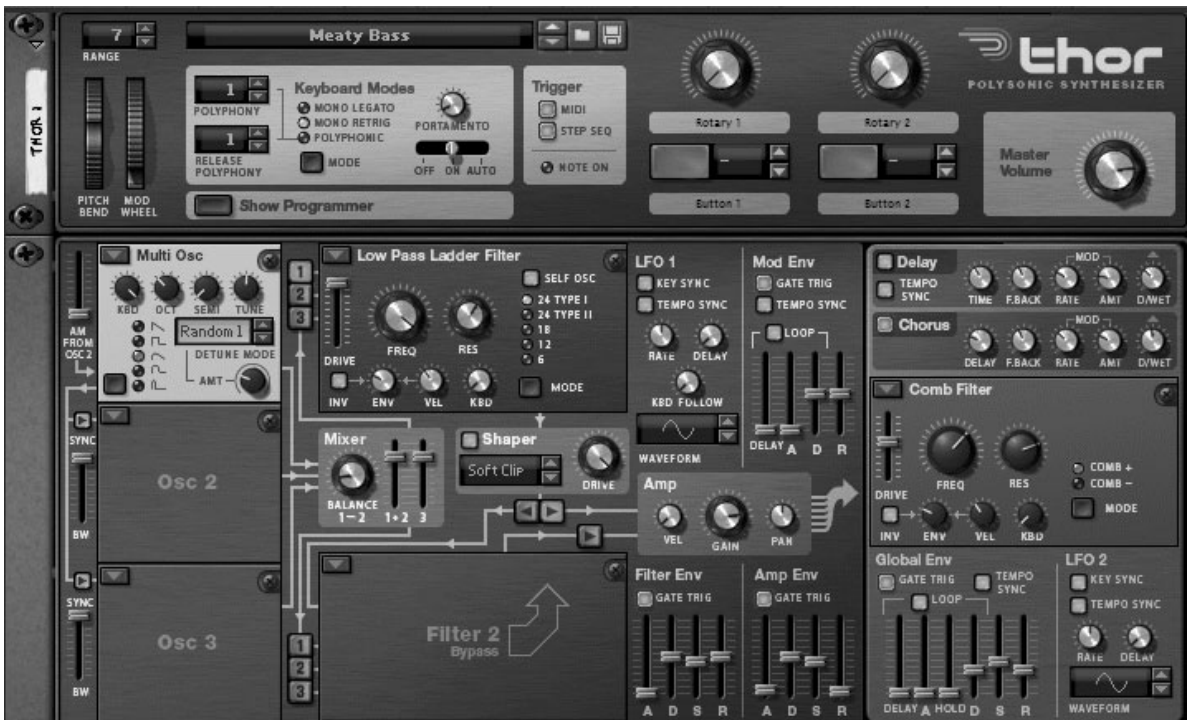 7
RANGE
Meaty Bass
thor
POLYSONIC SYNTHESIZER
THOR 1
1
POLYPHONY
1
RELEASE
POLYPHONY
Keyboard Modes
MONO LEGATO
MONO RETRIG
POLYPHONIC
MODE
PORTAMENTO
OFF ON AUTO
Trigger
MIDI
STEP SEQ
NOTE ON
Rotary 1
Rotary 2
Button 1
Button 2
Master
Volume
PITCH
BEND
MOD
WHEEL
Show Programmer
AM
FROM
OSC 2
SYNC
BW
SYNC
BW
Multi Osc
KBD OCT SEMI TUNE
Random 1
DETUNE MODE
AMT
Osc 2
Osc 3
1
2
3
Low Pass Ladder Filter
DRIVE
FREQ
RES
SELF OSC
24 TYPE I
24 TYPE II
18
12
6
MODE
INV ENV VEL KBD
Mixer
BALANCE
1-2 1+2 3
Shaper
Soft Clip
DRIVE
1
2
3
Filter 2
Bypass
LFO 1
KEY SYNC
TEMPO SYNC
RATE DELAY
KBD FOLLOW
WAVEFORM
Mod Env
GATE TRIG
TEMPO SYNC
LOOP
DELAY A D R
Amp
VEL GAIN PAN
Filter Env
GATE TRIG
A D S R
Amp Env
GATE TRIG
A D S R
Delay
TEMPO
SYNC
MOD
TIME F.BACK RATE AMT D/WET
Chorus
MOD
DELAY F.BACK RATE AMT D/WET
Comb Filter
DRIVE
FREQ
RES
COMB +
COMB −
MODE
INV ENV VEL KBD
Global Env
GATE TRIG
TEMPO
SYNC
LOOP
DELAY A HOLD D S R
LFO 2
KEY SYNC
TEMPO SYNC
RATE DELAY
WAVEFORM